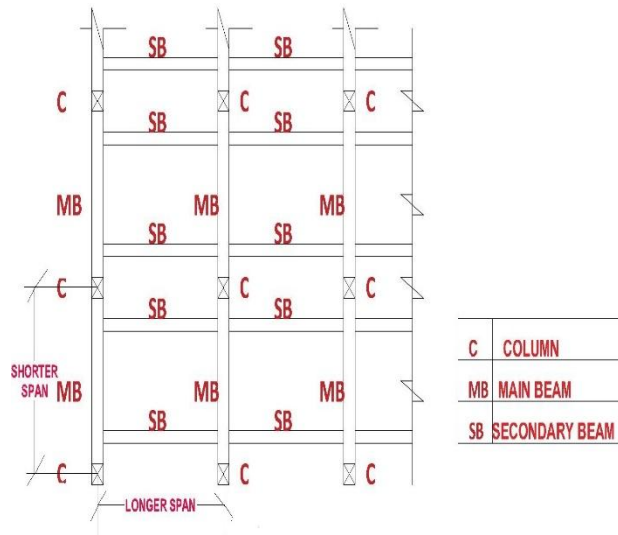 SB SB
C C C
SB SB
MB MB MB
SB SB
C C C
SB SB
SHORTER
SPAN
MB MB MB
SB SB
C C C
LONGER SPAN
C COLUMN
MB MAIN BEAM
SB SECONDARY BEAM